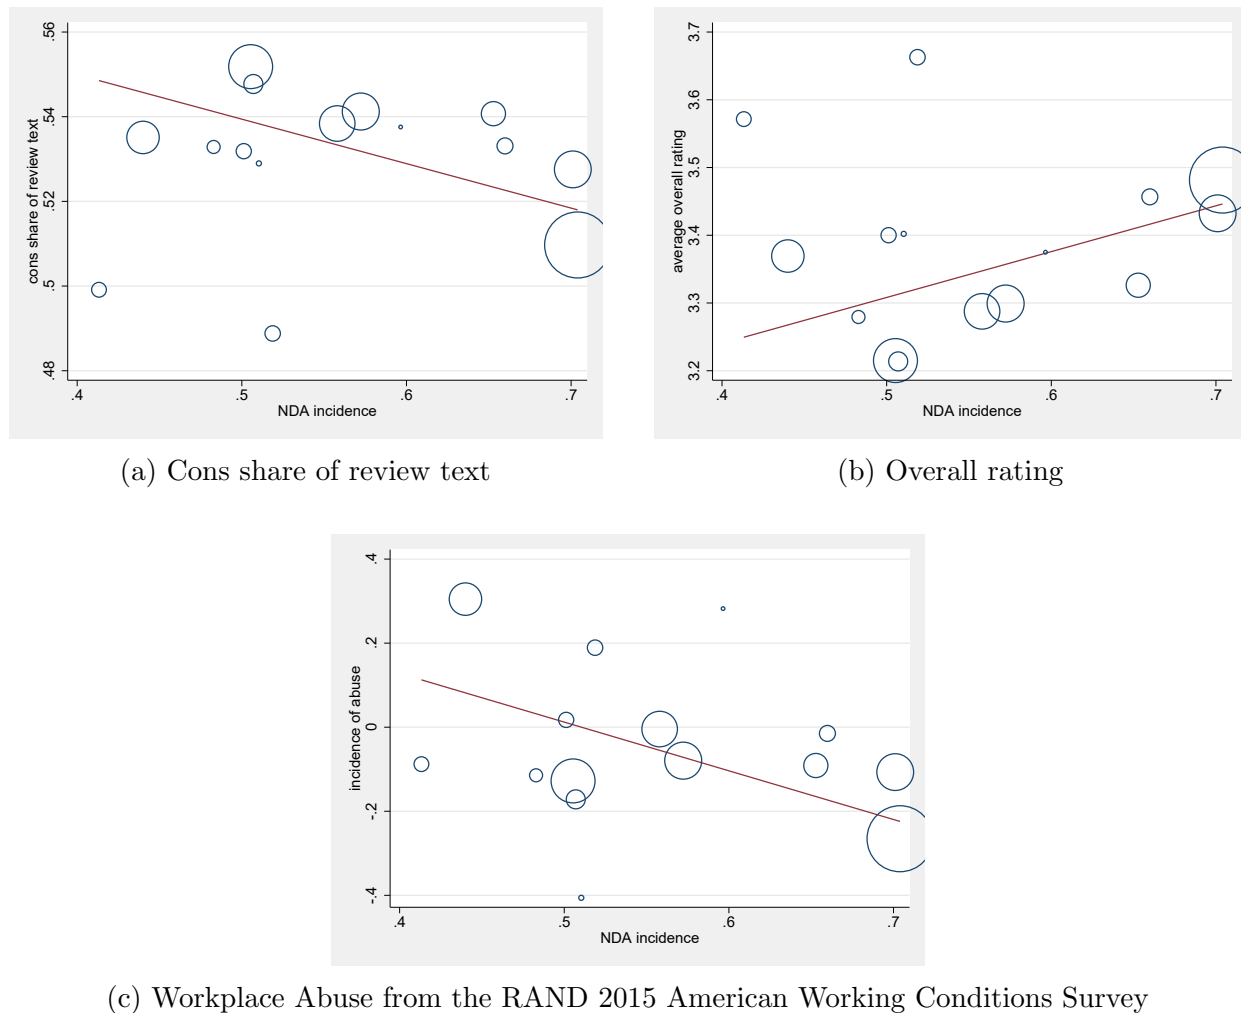 .56
.54
.52
.5
.48
cons share of review text
.4 .5 .6 .7
NDA incidence
(a) Cons share of review text
3.7
3.6
3.5
3.4
3.3
3.2
average overall rating
.4 .5 .6 .7
NDA incidence
(b) Overall rating
.4
.2
0
-.2
-.4
incidence of abuse
.4 .5 .6 .7
NDA incidence
(c) Workplace Abuse from the RAND 2015 American Working Conditions Survey